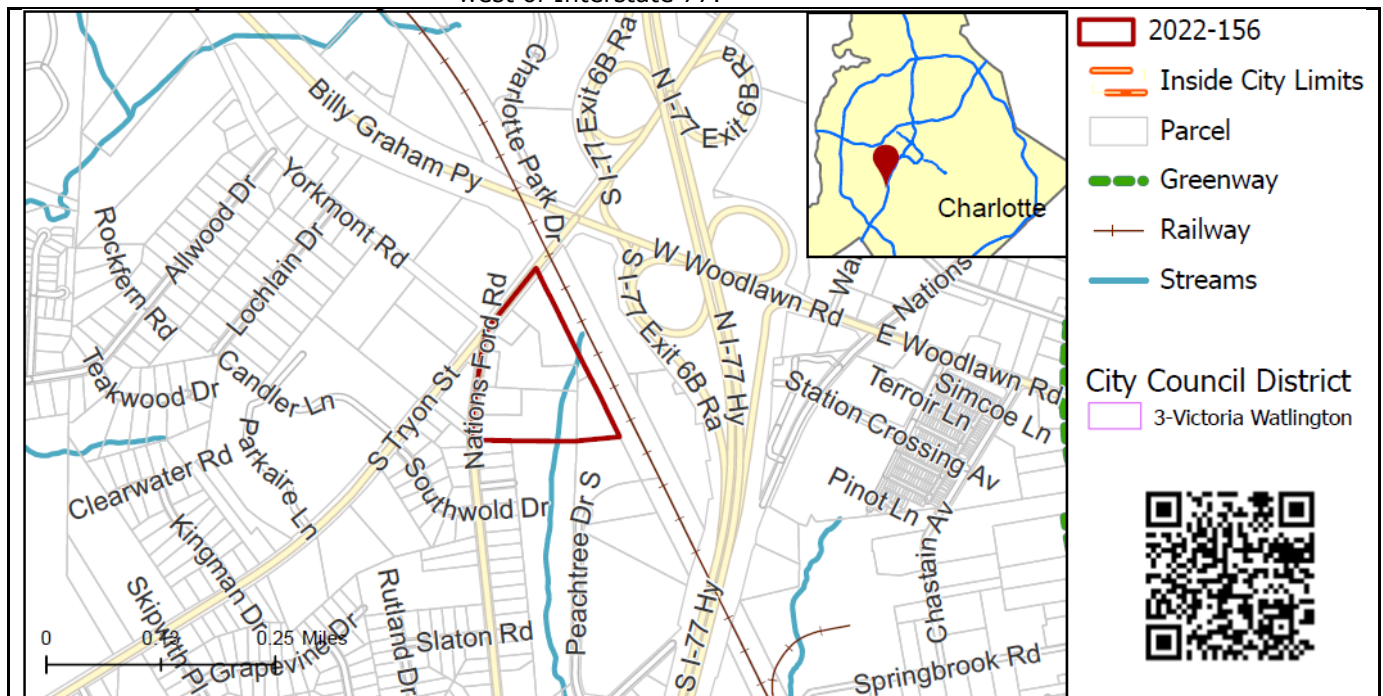 west of Interstate 77.
Billy Graham Py
Charlotte Park Dr
S I-77 Exit 6B Ra
N I-77
Exit 6B Ra
Yorkmont Rd
Allwood Dr
Lochlain Dr
Rockfern Rd
Teakwood Dr
Candler Ln
Parkaire Ln
Clearwater Rd
Kingman Dr
Skipwith Pl
Grapevine Dr
S Tryon St
Nations Ford Rd
Southwold Dr
Rutland Dr
Slaton Rd
Peachtree Dr S
S I-77 Exit 6B Ra
N I-77 Hy
S I-77 Hy
W Woodlawn Rd
Nations
E Woodlawn Rd
Terroir Ln
Simcoe Ln
Station Crossing Av
Pinot Ln
Chastain Av
Springbrook Rd
0
0.25 Miles
Charlotte
2022-156
Inside City Limits
Parcel
Greenway
Railway
Streams
City Council District
3-Victoria Watlington